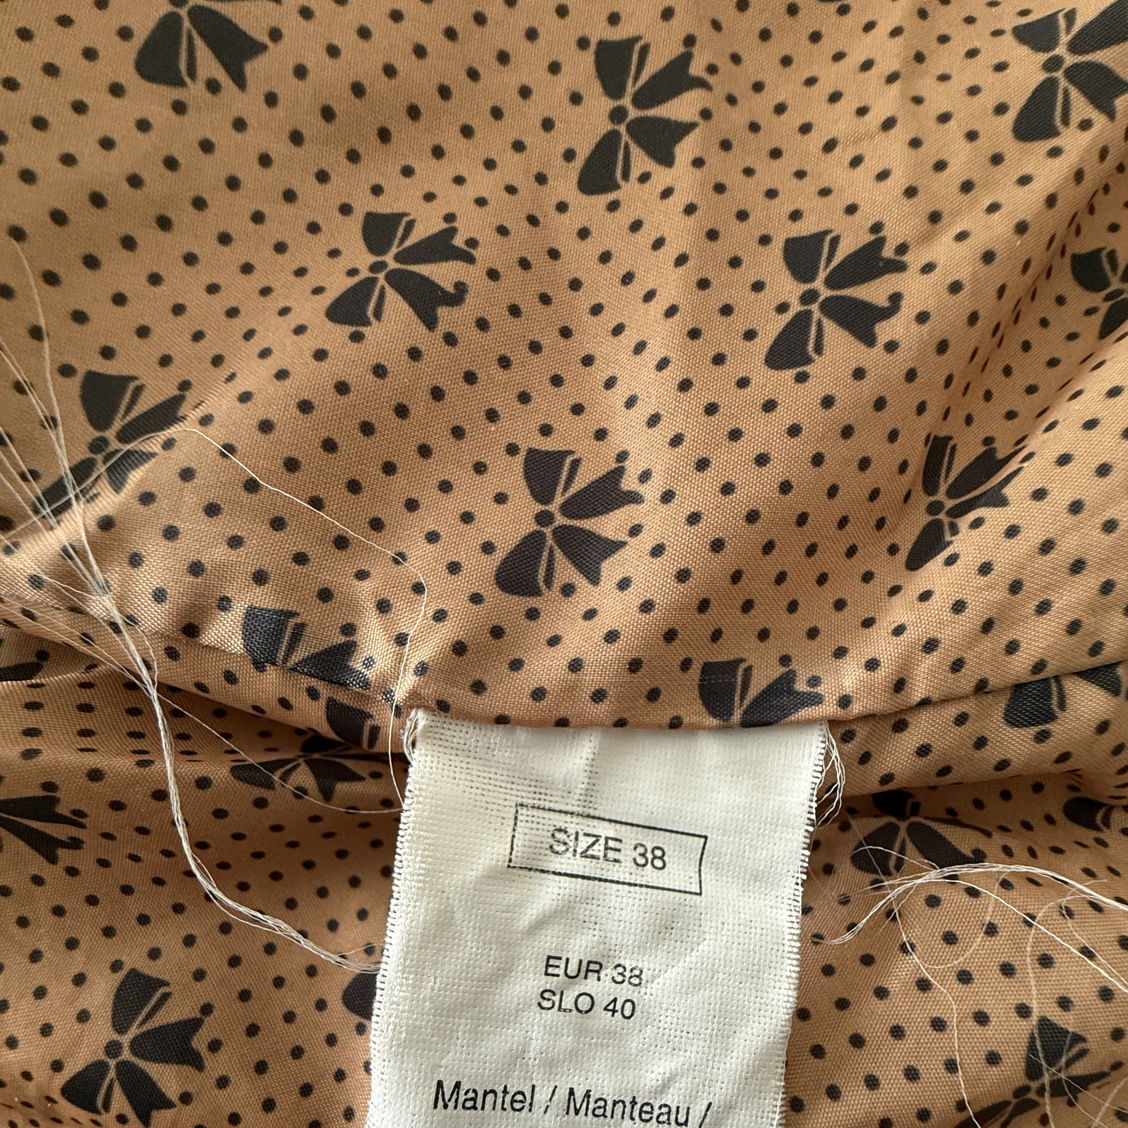 SIZE 38
EUR 38
SLO 40
Mantel / Manteau /